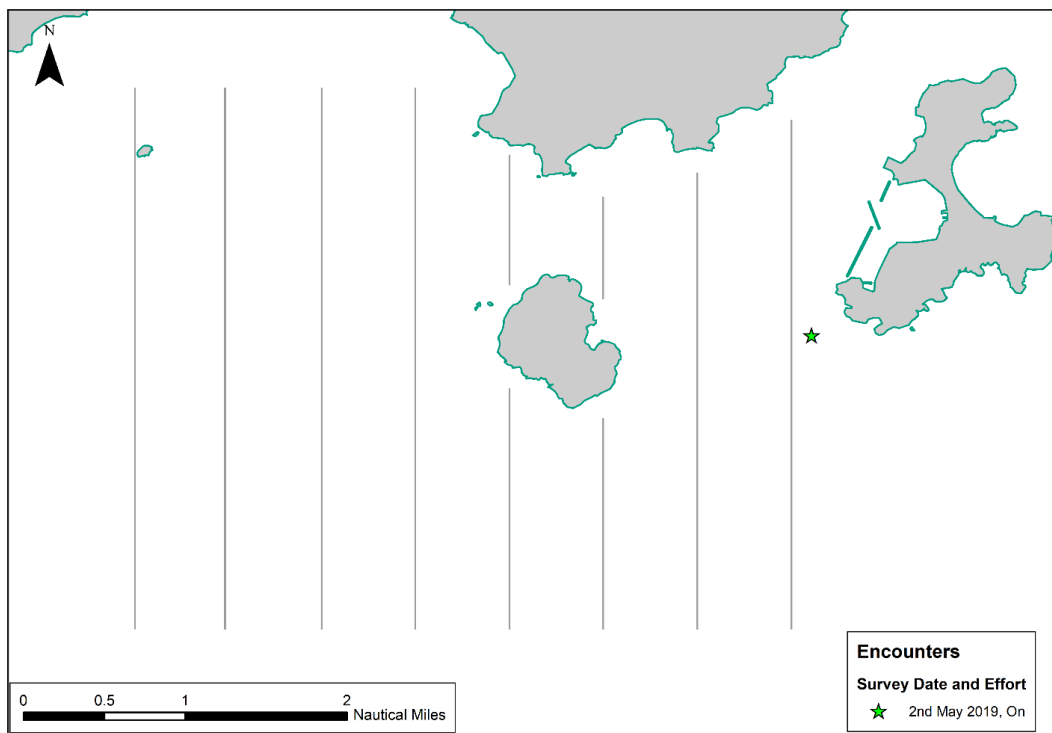 N
Encounters
Survey Date and Effort
2nd May 2019, On
0 0.5 1 2
Nautical Miles